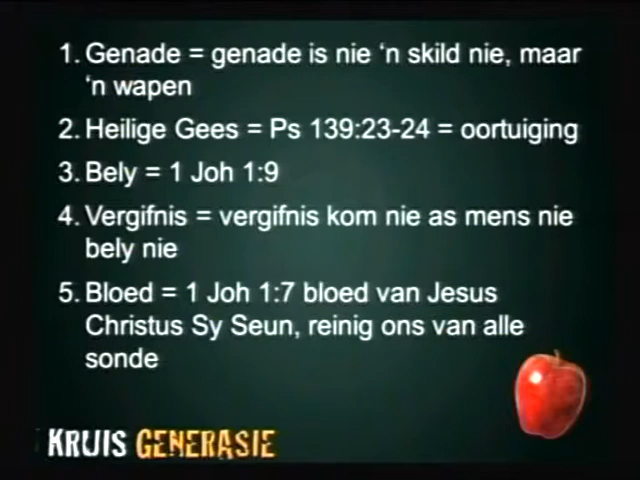 1. Genade = genade is nie 'n skild nie, maar
'n wapen
2. Heilige Gees = Ps 139:23-24 = oortuiging
3. Bely = 1 Joh 1:9
4. Vergifnis = vergifnis kom nie as mens nie
bely nie
5. Bloed = 1 Joh 1:7 bloed van Jesus
Christus Sy Seun, reinig ons van alle
sonde
KRUIS GENERASIE